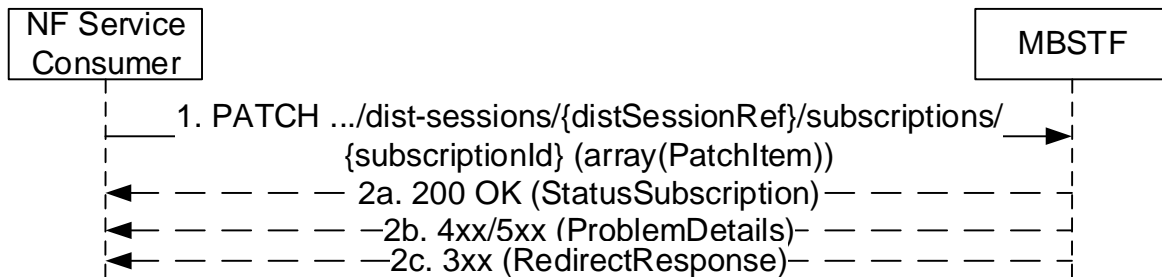 NF Service
Consumer
MBSTF
1. PATCH .../dist-sessions/{distSessionRef}/subscriptions/
{subscriptionId} (array(PatchItem))
2a. 200 OK (StatusSubscription)
2b. 4xx/5xx (ProblemDetails)
2c. 3xx (RedirectResponse)